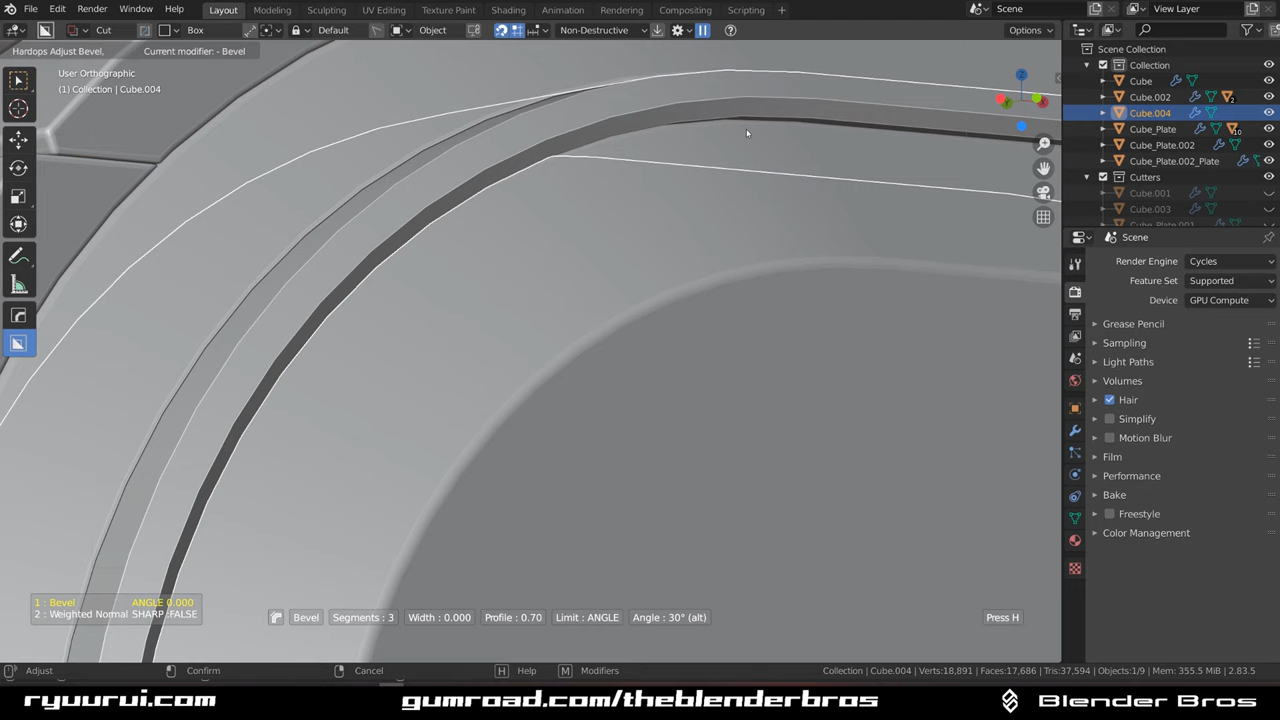 File Edit Render Window Help Layout Modeling Sculpting UV Editing Texture Paint Shading Animation Rendering Compositing Scripting + Scene View Layer
Cut Box Default Object Non-Destructive Options
Hardops Adjust Bevel, Current modifier: - Bevel
User Orthographic
(1) Collection | Cube.004
Scene Collection
Collection
Cube
Cube.002 2
Cube.004
Cube_Plate 10
Cube_Plate.002
Cube_Plate.002_Plate
Cutters
Cube.001
Cube.003
Cube_Plate.001
Scene
Render Engine Cycles
Feature Set Supported
Device GPU Compute
Grease Pencil
Sampling
Light Paths
Volumes
Hair
Simplify
Motion Blur
Film
Performance
Bake
Freestyle
Color Management
1 : Bevel ANGLE 0.000
2 : Weighted Normal SHARP :FALSE
Bevel Segments : 3 Width : 0.000 Profile : 0.70 Limit : ANGLE Angle : 30° (alt) Press H
Adjust Confirm Cancel H Help M Modifiers Collection | Cube.004 | Verts:18,891 | Faces:17,686 | Tris:37,594 | Objects:1/9 | Mem: 355.5 MiB | 2.83.5
ryuurui.com gumroad.com/theblenderbros Blender Bros